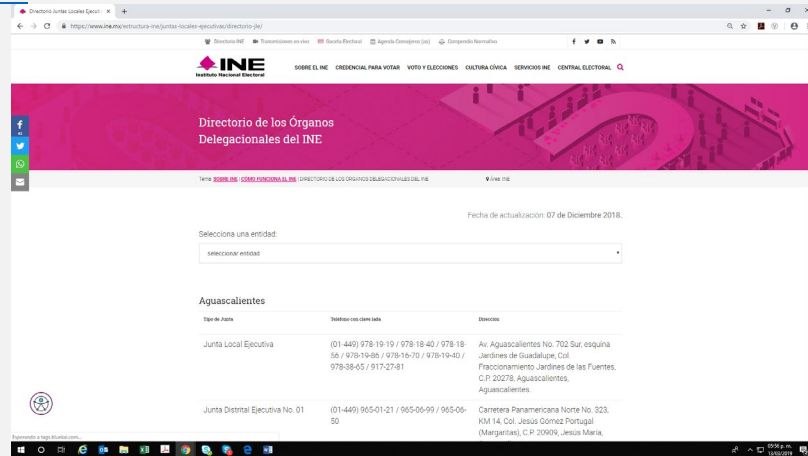 Directorio Juntas Locales Ejecuti
https://www.ine.mx/estructura-ine/juntas-locales-ejecutivas/directorio-jle/
Directorio INE Transmisiones en vivo Gaceta Electoral Agenda Consejeros (as) Compendio Normativo
INE
Instituto Nacional Electoral
SOBRE EL INE CREDENCIAL PARA VOTAR VOTO Y ELECCIONES CULTURA CÍVICA SERVICIOS INE CENTRAL ELECTORAL
Directorio de los Órganos
Delegacionales del INE
Tema: SOBRE INE / CÓMO FUNCIONA EL INE / DIRECTORIO DE LOS ÓRGANOS DELEGACIONALES DEL INE Área: INE
Fecha de actualización: 07 de Diciembre 2018.
Selecciona una entidad:
seleccionar entidad
Aguascalientes
Tipo de Junta Teléfono con clave lada Dirección
Junta Local Ejecutiva (01-449) 978-19-19 / 978-18-40 / 978-18- Av. Aguascalientes No. 702 Sur, esquina
56 / 978-19-86 / 978-16-70 / 978-19-40 / Jardines de Guadalupe, Col.
978-38-65 / 917-27-81 Fraccionamiento Jardines de las Fuentes,
C.P. 20278, Aguascalientes,
Aguascalientes.
Junta Distrital Ejecutiva No. 01 (01-449) 965-01-21 / 965-06-99 / 965-06- Carretera Panamericana Norte No. 323,
50 KM 14, Col. Jesús Gómez Portugal
(Margaritas), C.P. 20909, Jesús María,
Esperando a tags.bluekai.com...
05:56 p. m.
13/03/2019